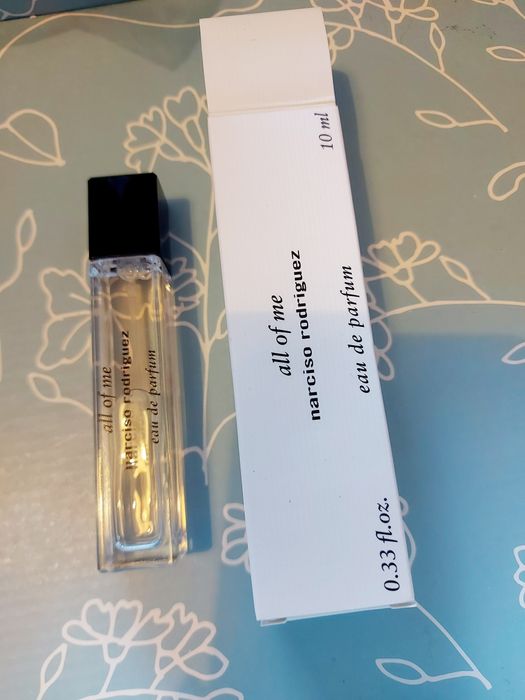 all of me
narciso rodriguez
eau de parfum
10 ml
all of me
narciso rodriguez
eau de parfum
0.33 fl.oz.